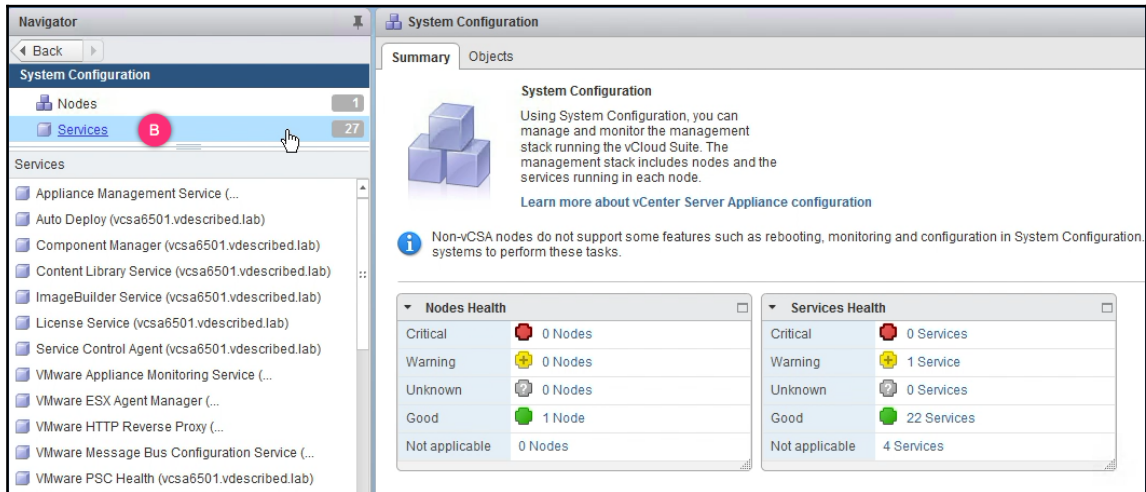 Navigator
Back
System Configuration
Nodes 1
Services B 27
Services
Appliance Management Service (...
Auto Deploy (vcsa6501.vdescribed.lab)
Component Manager (vcsa6501.vdescribed.lab)
Content Library Service (vcsa6501.vdescribed.lab)
ImageBuilder Service (vcsa6501.vdescribed.lab)
License Service (vcsa6501.vdescribed.lab)
Service Control Agent (vcsa6501.vdescribed.lab)
VMware Appliance Monitoring Service (...
VMware ESX Agent Manager (...
VMware HTTP Reverse Proxy (...
VMware Message Bus Configuration Service (...
VMware PSC Health (vcsa6501.vdescribed.lab)
System Configuration
Summary Objects
System Configuration
Using System Configuration, you can
manage and monitor the management
stack running the vCloud Suite. The
management stack includes nodes and the
services running in each node.
Learn more about vCenter Server Appliance configuration
Non-vCSA nodes do not support some features such as rebooting, monitoring and configuration in System Configuration.
systems to perform these tasks.
Nodes Health
Critical 0 Nodes
Warning 0 Nodes
Unknown 0 Nodes
Good 1 Node
Not applicable 0 Nodes
Services Health
Critical 0 Services
Warning 1 Service
Unknown 0 Services
Good 22 Services
Not applicable 4 Services